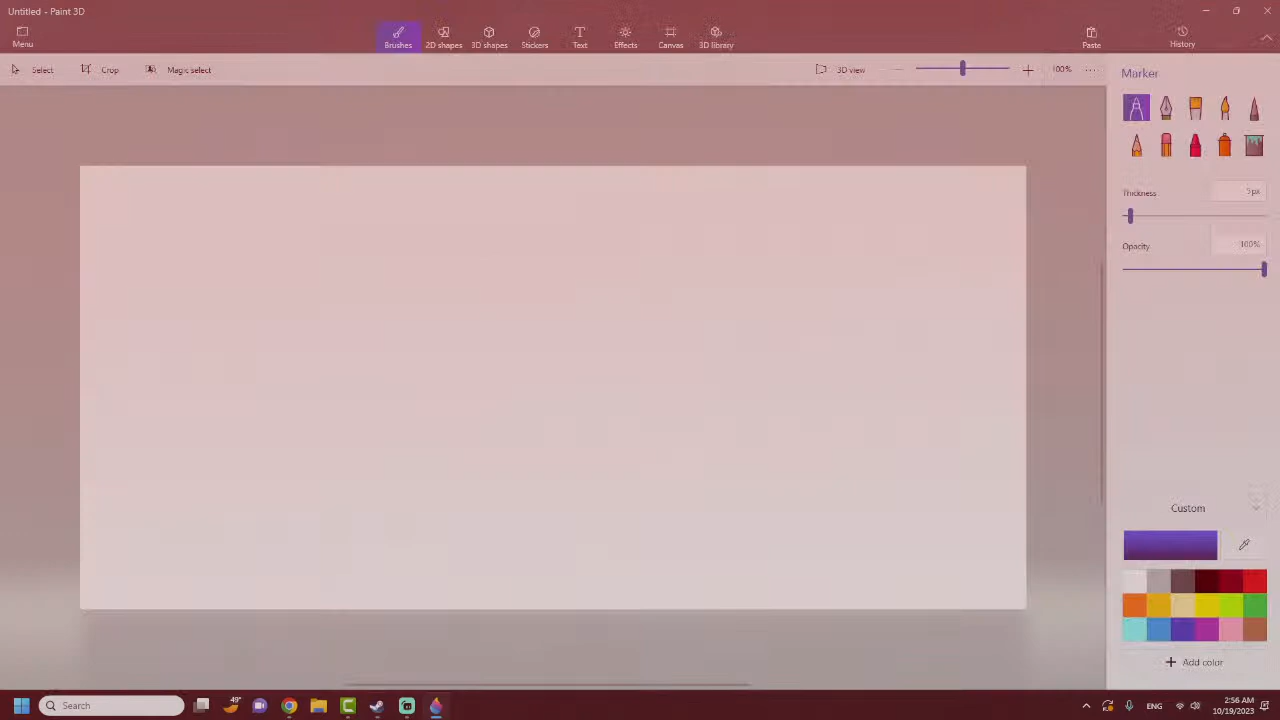 Untitled - Paint 3D
Menu
Brushes
2D shapes
3D shapes
Stickers
Text
Effects
Canvas
3D library
Paste
History
Select
Crop
Magic select
3D view
100%
Marker
Thickness
5px
Opacity
100%
Custom
Add color
Search
49°
ENG
2:56 AM
10/19/2023